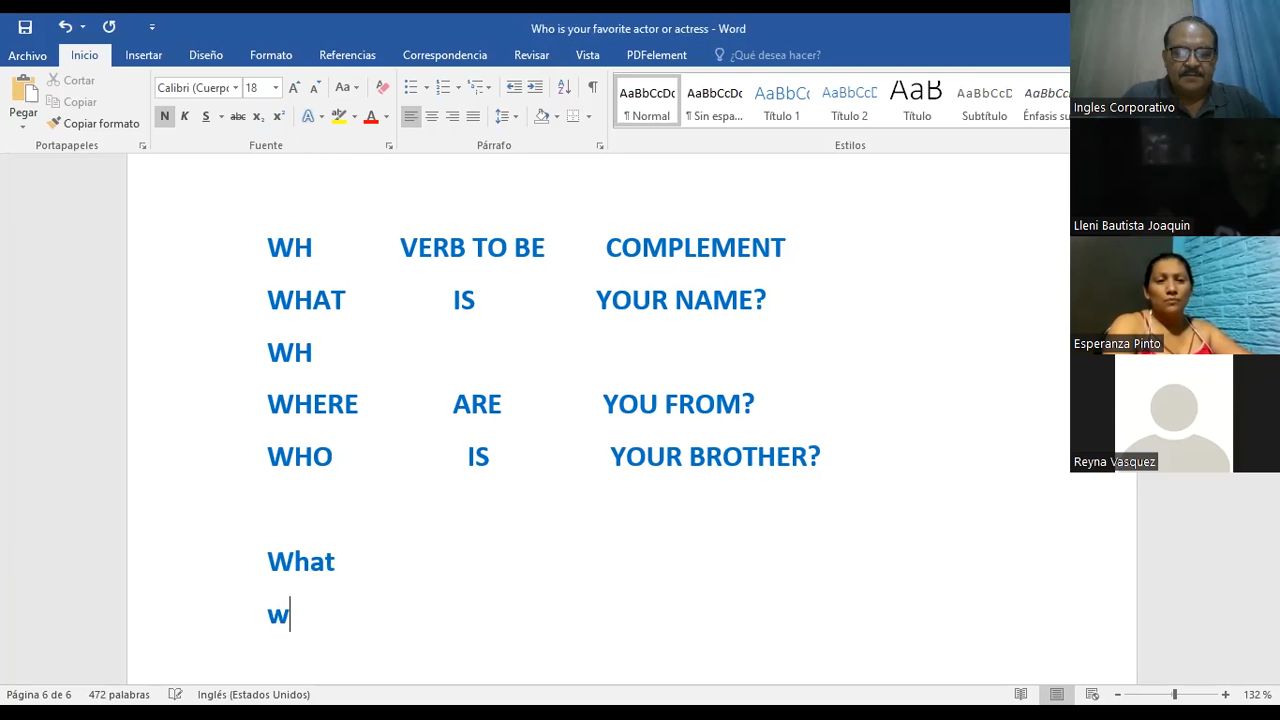 Who is your favorite actor or actress - Word
Archivo Inicio Insertar Diseño Formato Referencias Correspondencia Revisar Vista PDFelement ¿Qué desea hacer?
Pegar
Cortar
Copiar
Copiar formato
Portapapeles
Calibri (Cuerpo 18
N K S abc x₂ x²
Fuente
Párrafo
AaBbCcDc AaBbCcDc AaBbCc AaBbCcD AaB AaBbCcD
¶ Normal ¶ Sin espa... Título 1 Título 2 Título Subtítulo Énfasis su
Estilos
WH VERB TO BE COMPLEMENT
WHAT IS YOUR NAME?
WH
WHERE ARE YOU FROM?
WHO IS YOUR BROTHER?
What
w
Página 6 de 6 472 palabras Inglés (Estados Unidos) 132 %
Ingles Corporativo
Lleni Bautista Joaquin
Esperanza Pinto
Reyna Vasquez